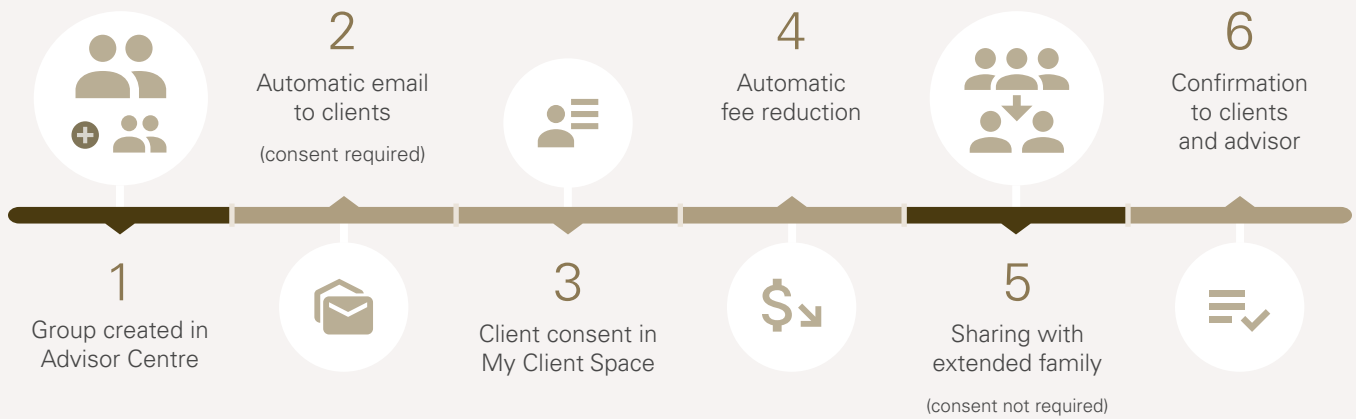 1
Group created in
Advisor Centre
2
Automatic email
to clients
(consent required)
3
Client consent in
My Client Space
4
Automatic
fee reduction
5
Sharing with
extended family
(consent not required)
6
Confirmation
to clients
and advisor